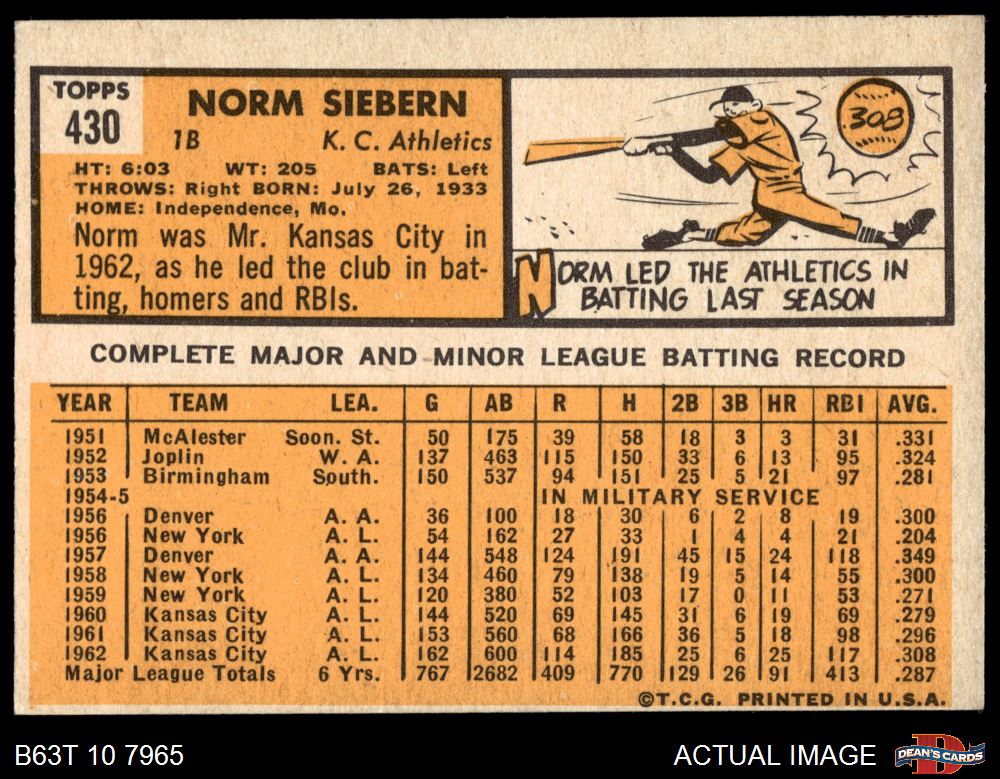 TOPPS
430
NORM SIEBERN
1B K. C. Athletics
HT: 6:03 WT: 205 BATS: Left
THROWS: Right BORN: July 26, 1933
HOME: Independence, Mo.
Norm was Mr. Kansas City in
1962, as he led the club in bat-
ting, homers and RBIs.
.308
NORM LED THE ATHLETICS IN
BATTING LAST SEASON
COMPLETE MAJOR AND MINOR LEAGUE BATTING RECORD
YEAR TEAM LEA. G AB R H 2B 3B HR RBI AVG.
1951 McAlester Soon. St. 50 175 39 58 18 3 3 31 .331
1952 Joplin W. A. 137 463 115 150 33 6 13 95 .324
1953 Birmingham South. 150 537 94 151 25 5 21 97 .281
1954-5 IN MILITARY SERVICE
1956 Denver A. A. 36 100 18 30 6 2 8 19 .300
1956 New York A. L. 54 162 27 33 1 4 4 21 .204
1957 Denver A. A. 144 548 124 191 45 15 24 118 .349
1958 New York A. L. 134 460 79 138 19 5 14 55 .300
1959 New York A. L. 120 380 52 103 17 0 11 53 .271
1960 Kansas City A. L. 144 520 69 145 31 6 19 69 .279
1961 Kansas City A. L. 153 560 68 166 36 5 18 98 .296
1962 Kansas City A. L. 162 600 114 185 25 6 25 117 .308
Major League Totals 6 Yrs. 767 2682 409 770 129 26 91 413 .287
©T.C.G. PRINTED IN U.S.A.
B63T 10 7965 ACTUAL IMAGE
DEAN'S CARDS